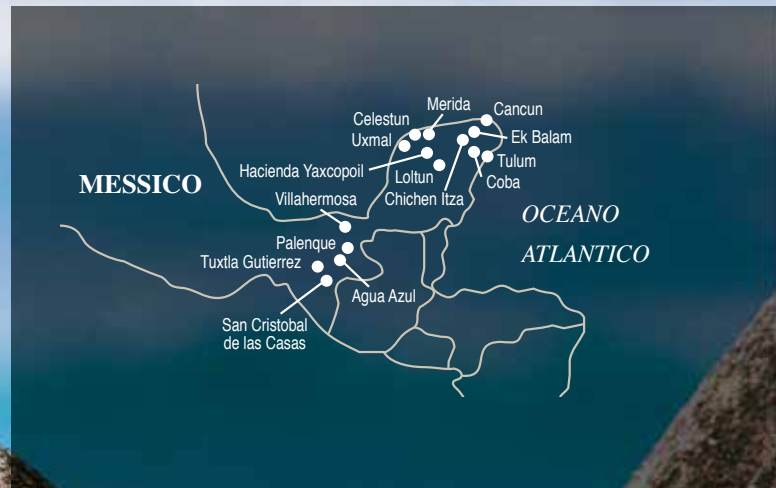 Merida
Cancun
Celestun
Ek Balam
Uxmal
Hacienda Yaxcopoil
Tulum
Loltun
Coba
MESSICO
Chichen Itza
Villahermosa
OCEANO
ATLANTICO
Palenque
Tuxtla Gutierrez
Agua Azul
San Cristobal
de las Casas